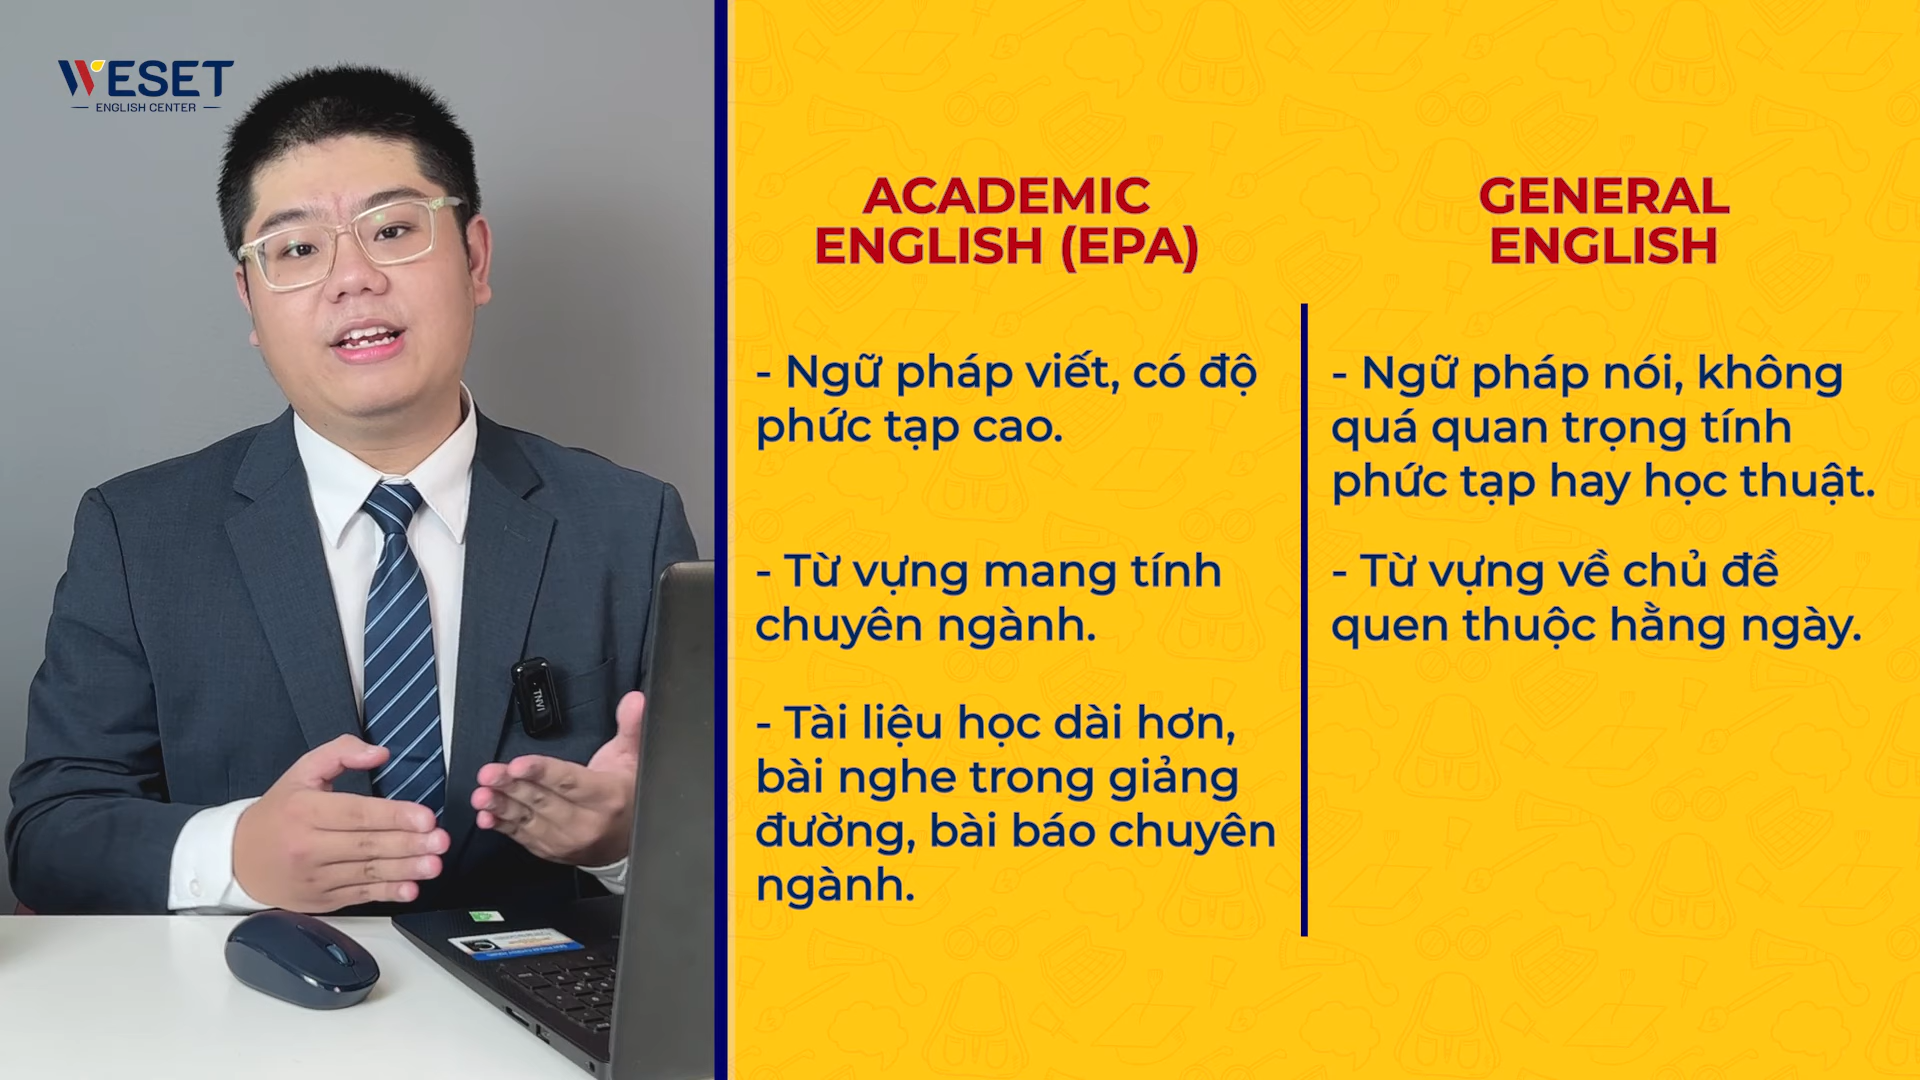 WESET
ENGLISH CENTER
ACADEMIC
ENGLISH (EPA)
- Ngữ pháp viết, có độ
phức tạp cao.
- Từ vựng mang tính
chuyên ngành.
- Tài liệu học dài hơn,
bài nghe trong giảng
đường, bài báo chuyên
ngành.
GENERAL
ENGLISH
- Ngữ pháp nói, không
quá quan trọng tính
phức tạp hay học thuật.
- Từ vựng về chủ đề
quen thuộc hằng ngày.